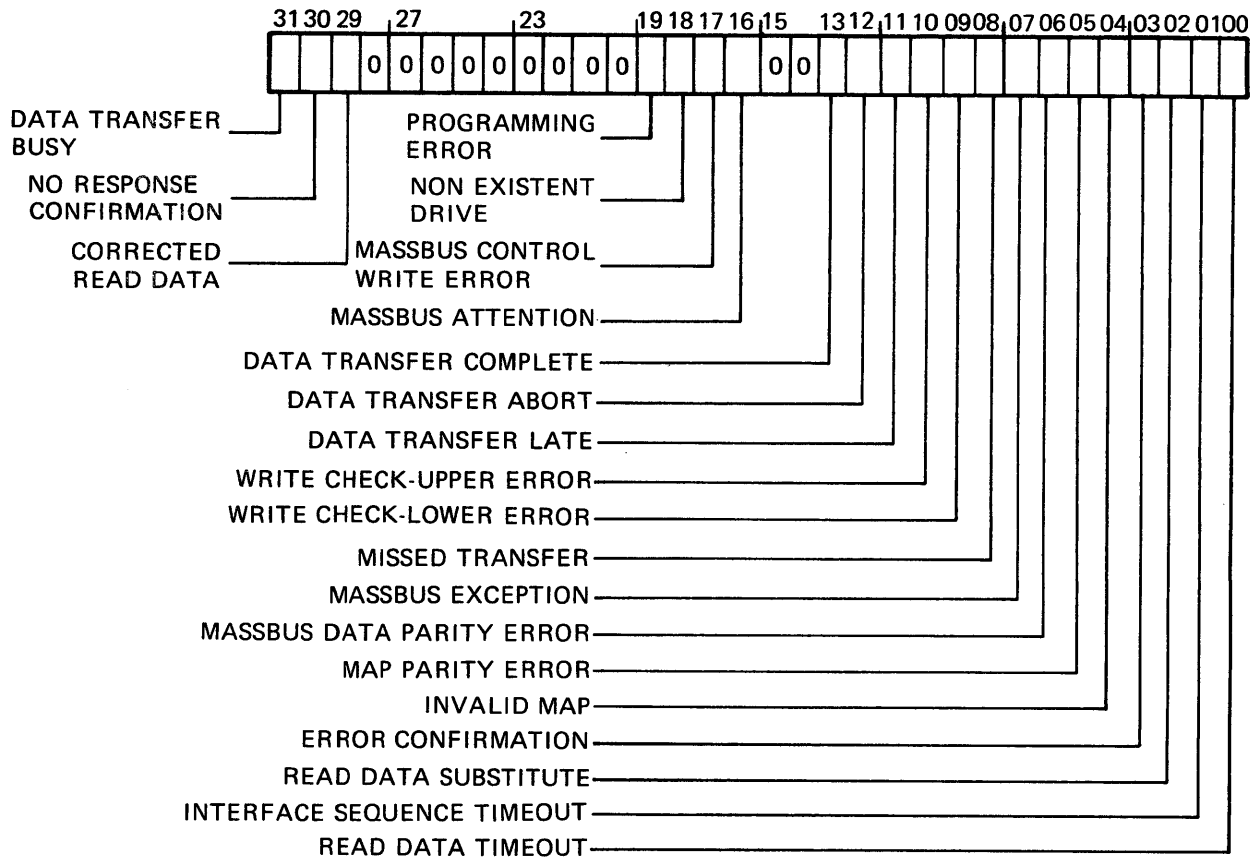 31 30 29 27 23 19 18 17 16 15 13 12 11 10 09 08 07 06 05 04 03 02 01 00
0 0 0 0 0 0 0 0 0 0 0
DATA TRANSFER
BUSY
PROGRAMMING
ERROR
NO RESPONSE
CONFIRMATION
NON EXISTENT
DRIVE
CORRECTED
READ DATA
MASSBUS CONTROL
WRITE ERROR
MASSBUS ATTENTION
DATA TRANSFER COMPLETE
DATA TRANSFER ABORT
DATA TRANSFER LATE
WRITE CHECK-UPPER ERROR
WRITE CHECK-LOWER ERROR
MISSED TRANSFER
MASSBUS EXCEPTION
MASSBUS DATA PARITY ERROR
MAP PARITY ERROR
INVALID MAP
ERROR CONFIRMATION
READ DATA SUBSTITUTE
INTERFACE SEQUENCE TIMEOUT
READ DATA TIMEOUT